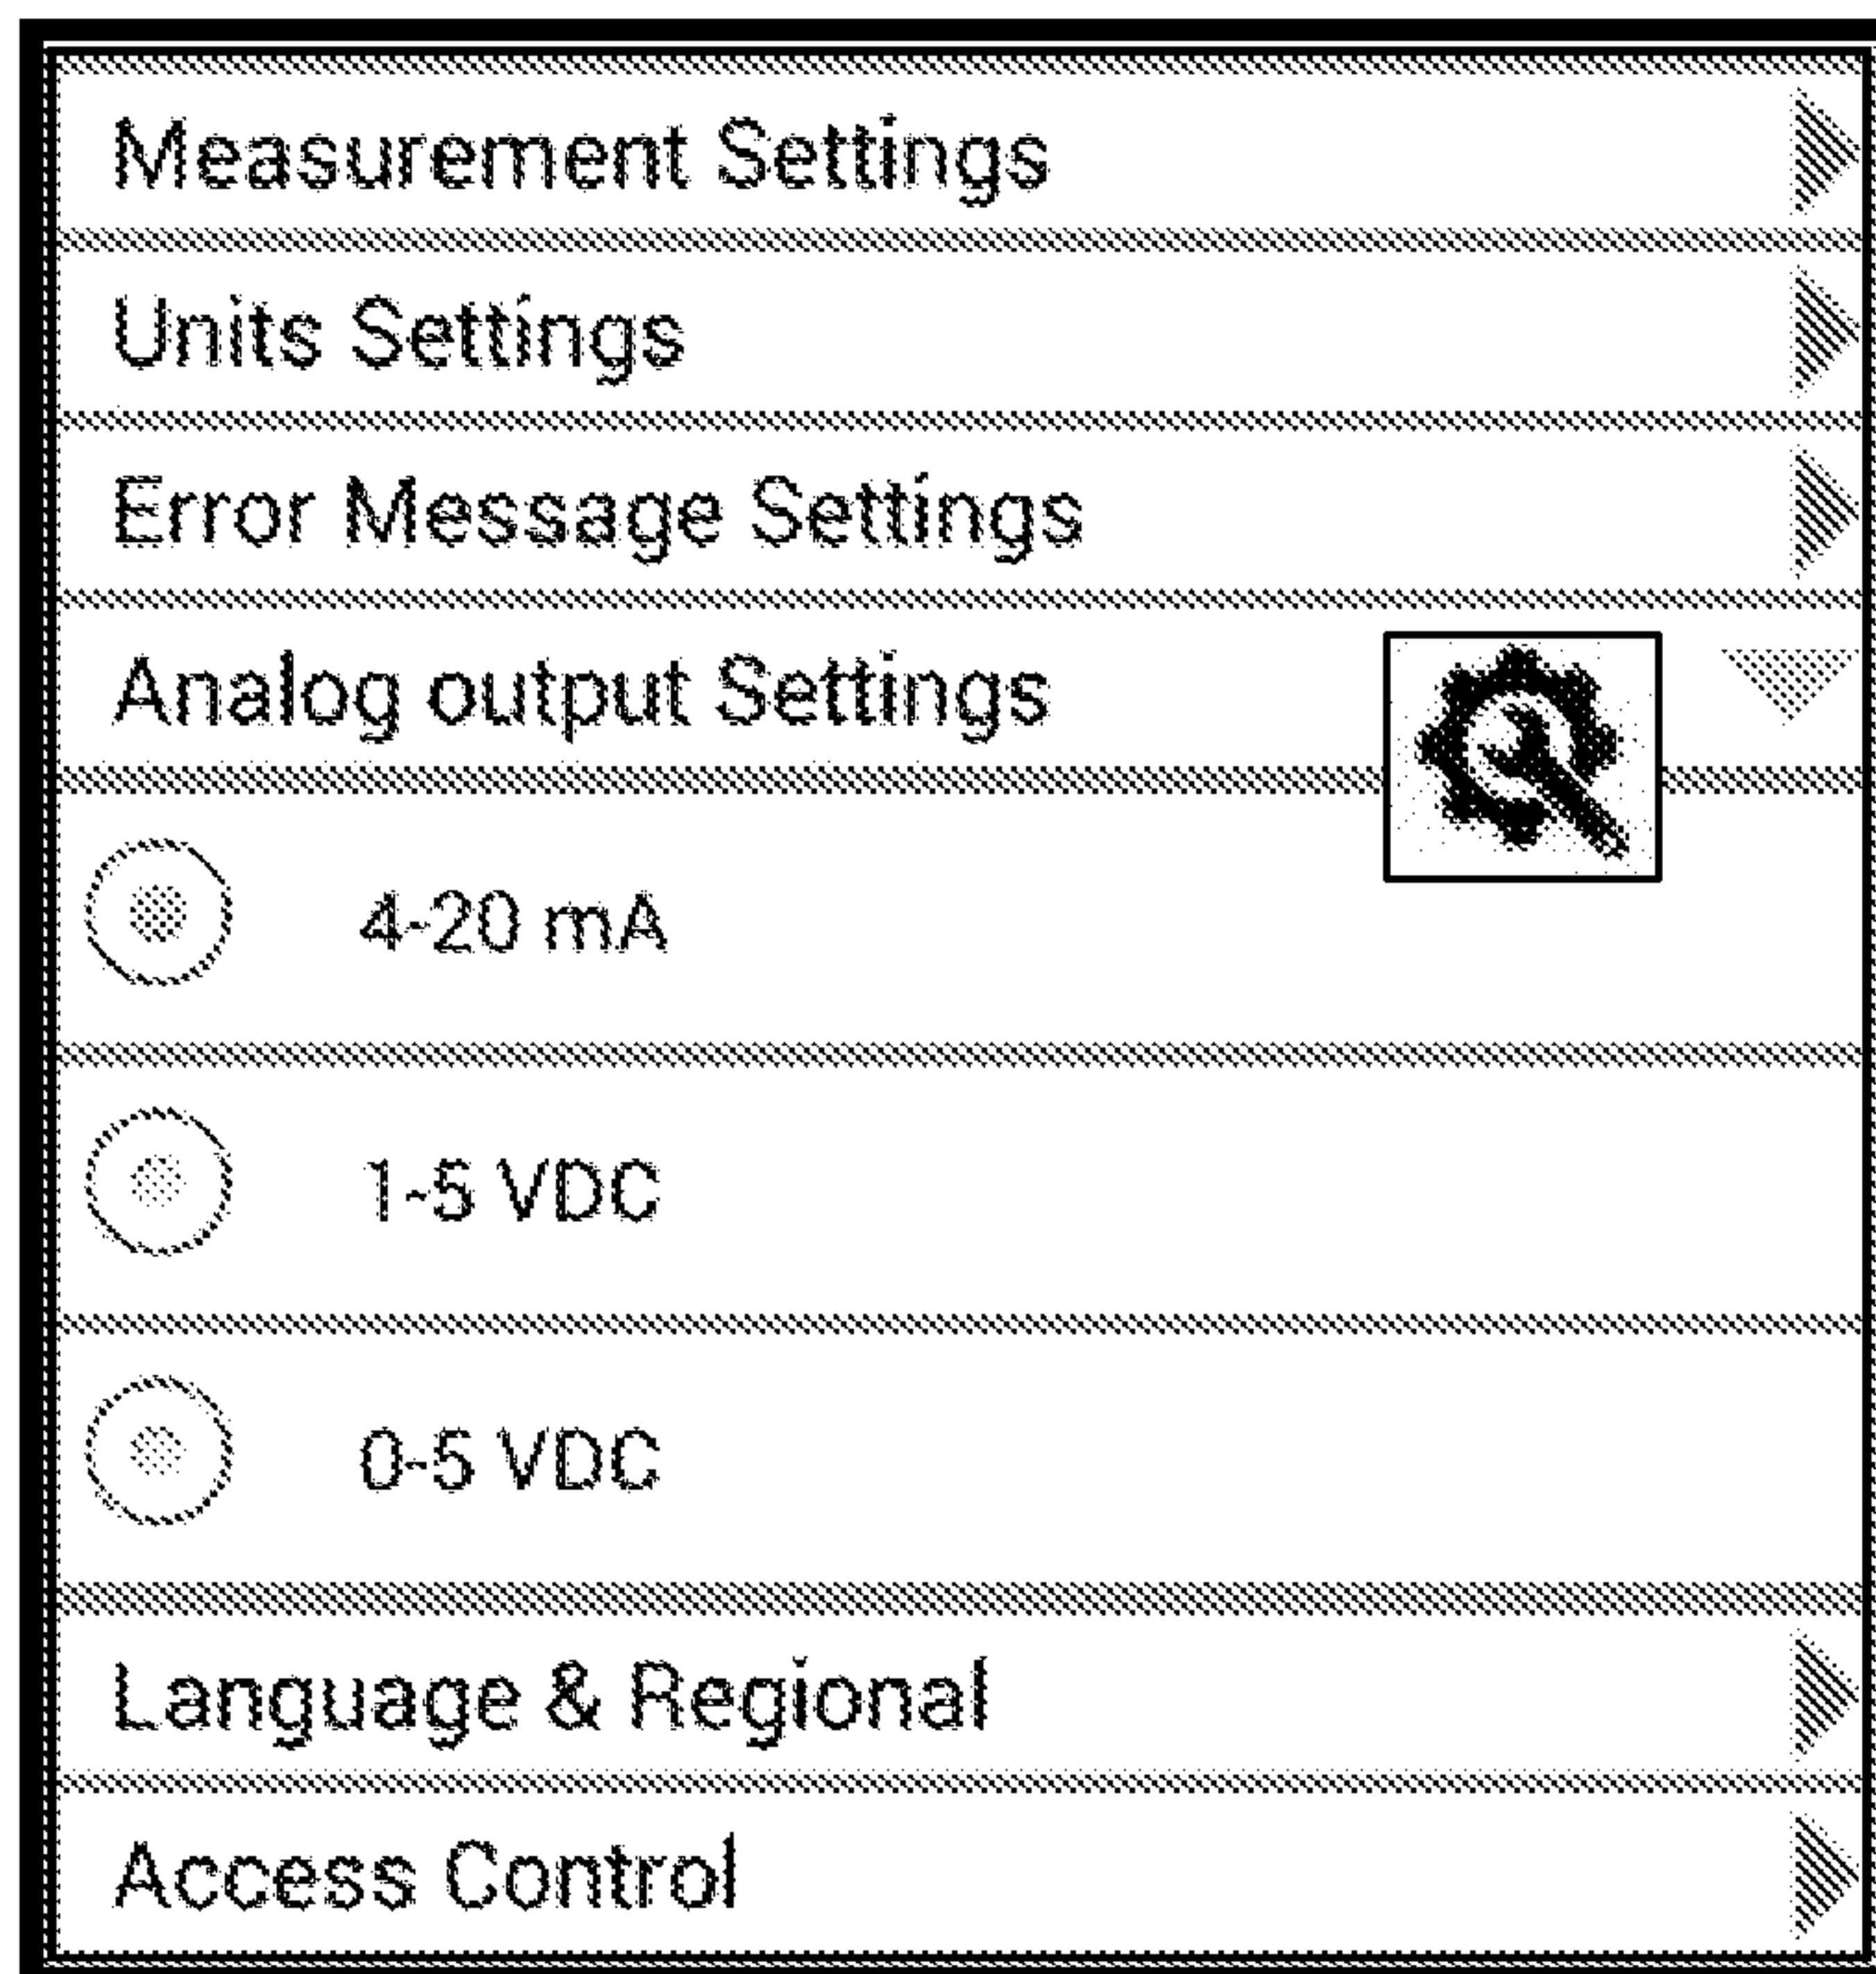 Measurement Settings
Units Settings
Error Message Settings
Analog output Settings
4-20 mA
1-5 VDC
0-5 VDC
Language & Regional
Access Control